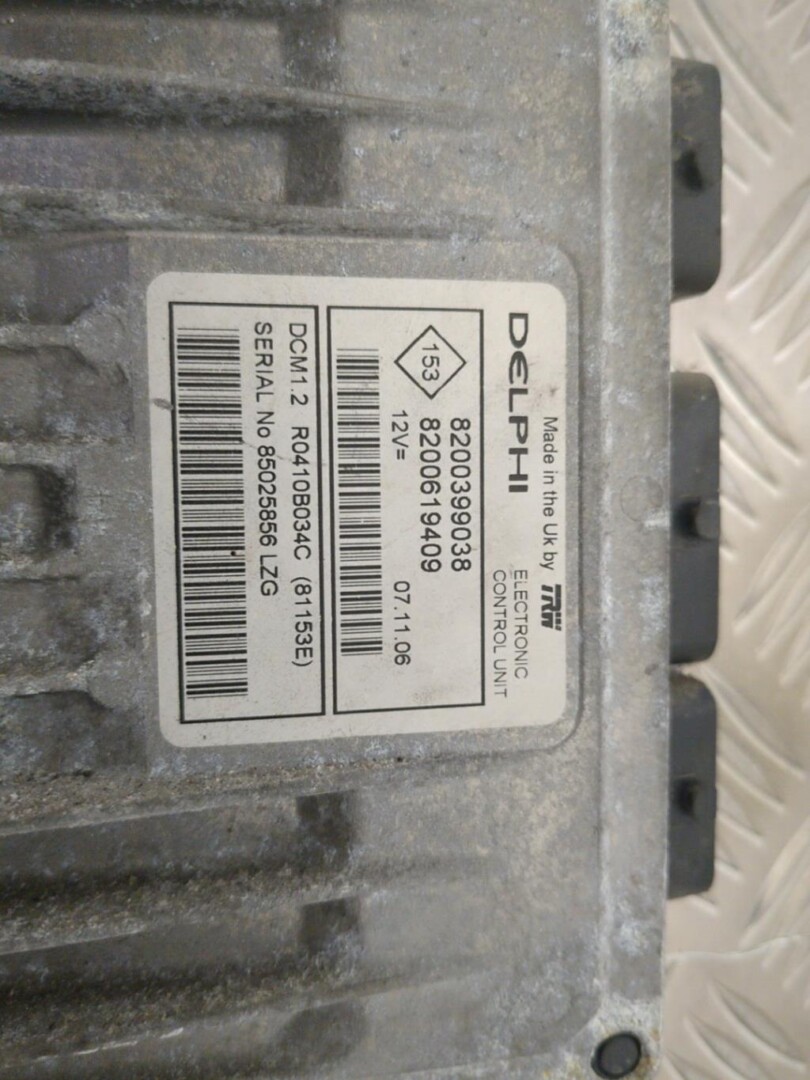 Made in the Uk by TRW
DELPHI
ELECTRONIC
CONTROL UNIT
8200399038
153
8200619409
12V=
07.11.06
DCM1.2 R0410B034C (81153E)
SERIAL No 85025856 LZG